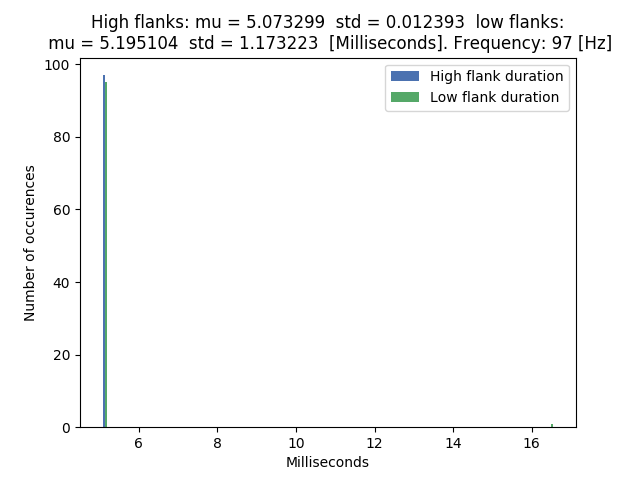 High flanks: mu = 5.073299  std = 0.012393  low flanks:
mu = 5.195104  std = 1.173223  [Milliseconds]. Frequency: 97 [Hz]
100
80
60
40
20
0
Number of occurences
High flank duration
Low flank duration
6 8 10 12 14 16
Milliseconds